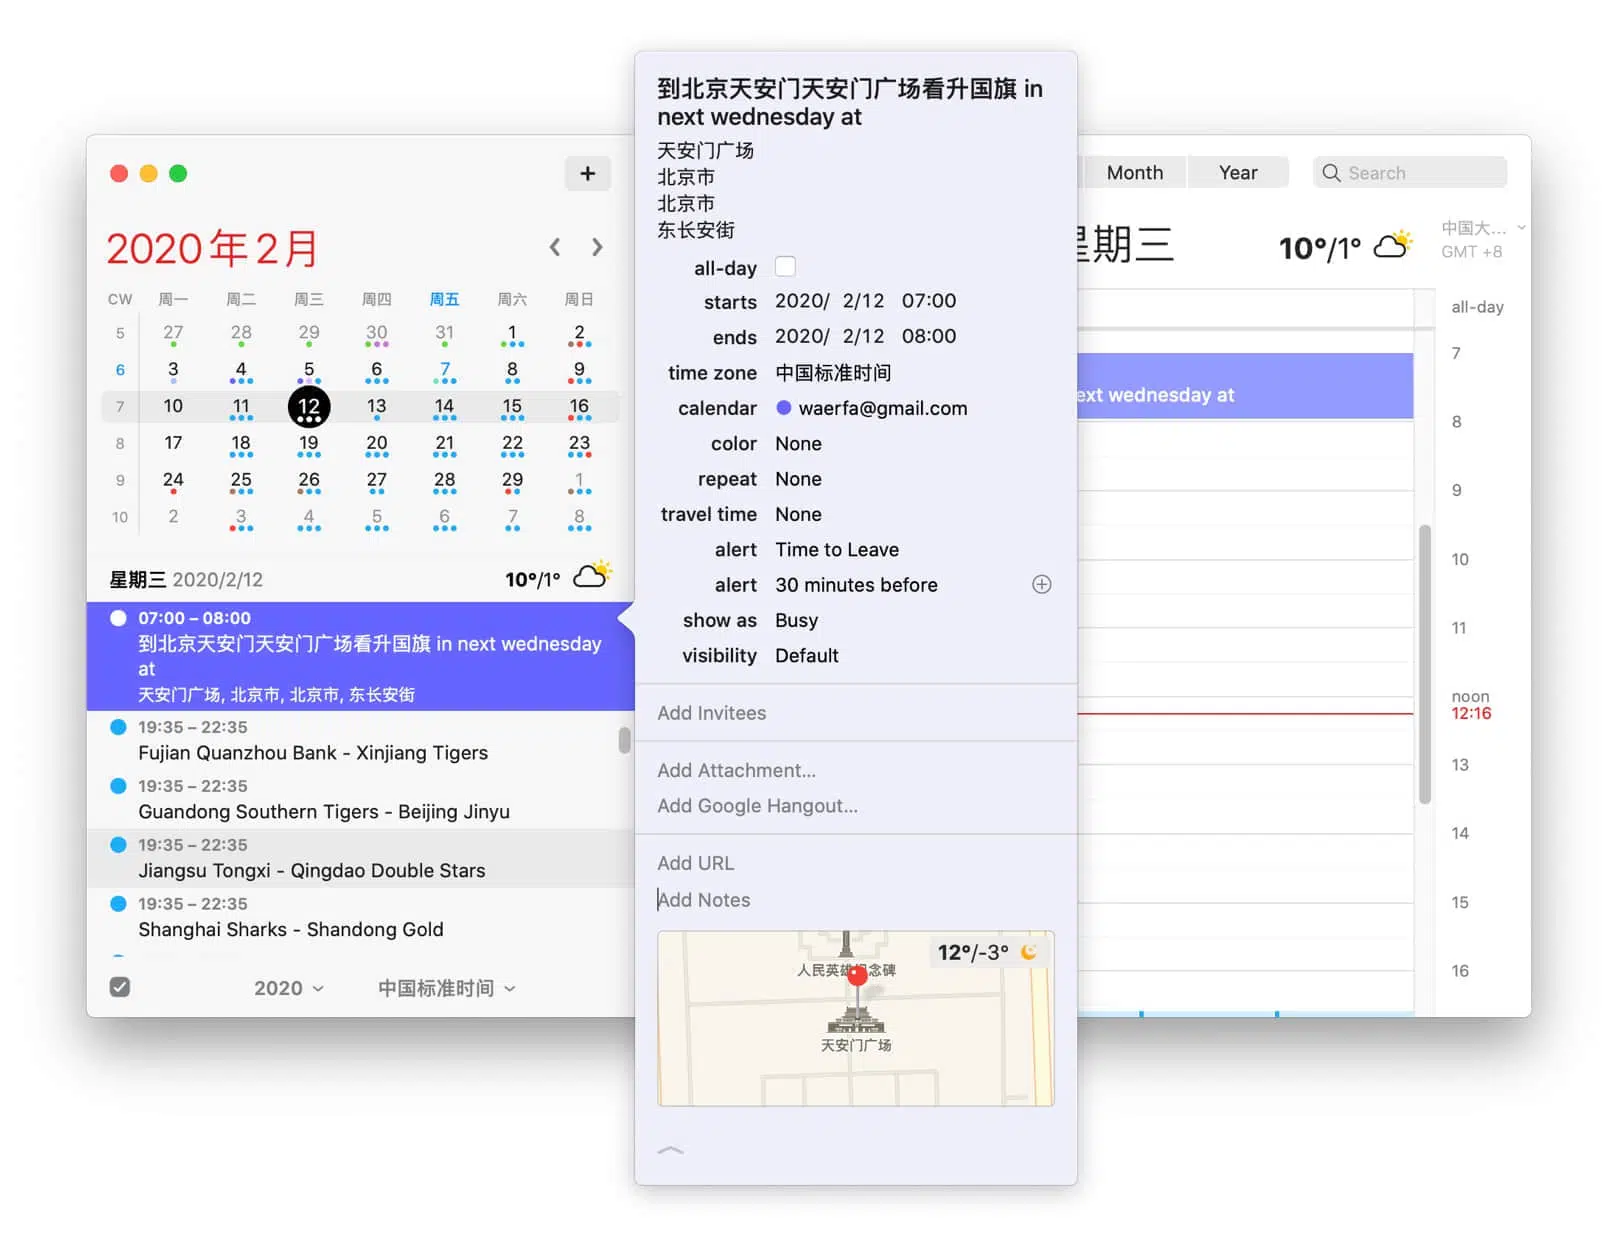 +
2020年2月
CW 周一 周二 周三 周四 周五 周六 周日
5 27 28 29 30 31 1 2
6 3 4 5 6 7 8 9
7 10 11 12 13 14 15 16
8 17 18 19 20 21 22 23
9 24 25 26 27 28 29 1
10 2 3 4 5 6 7 8
星期三 2020/2/12 10°/1°
07:00 – 08:00
到北京天安门天安门广场看升国旗 in next wednesday
at
天安门广场, 北京市, 北京市, 东长安街
19:35 – 22:35
Fujian Quanzhou Bank - Xinjiang Tigers
19:35 – 22:35
Guandong Southern Tigers - Beijing Jinyu
19:35 – 22:35
Jiangsu Tongxi - Qingdao Double Stars
19:35 – 22:35
Shanghai Sharks - Shandong Gold
2020 中国标准时间
到北京天安门天安门广场看升国旗 in
next wednesday at
天安门广场
北京市
北京市
东长安街
all-day
starts 2020/ 2/12 07:00
ends 2020/ 2/12 08:00
time zone 中国标准时间
calendar waerfa@gmail.com
color None
repeat None
travel time None
alert Time to Leave
alert 30 minutes before
show as Busy
visibility Default
Add Invitees
Add Attachment...
Add Google Hangout...
Add URL
Add Notes
12°/-3°
人民英雄纪念碑
天安门广场
Month Year Search
星期三 10°/1° 中国大...
GMT +8
all-day
7
ext wednesday at
8
9
10
11
noon
12:16
13
14
15
16